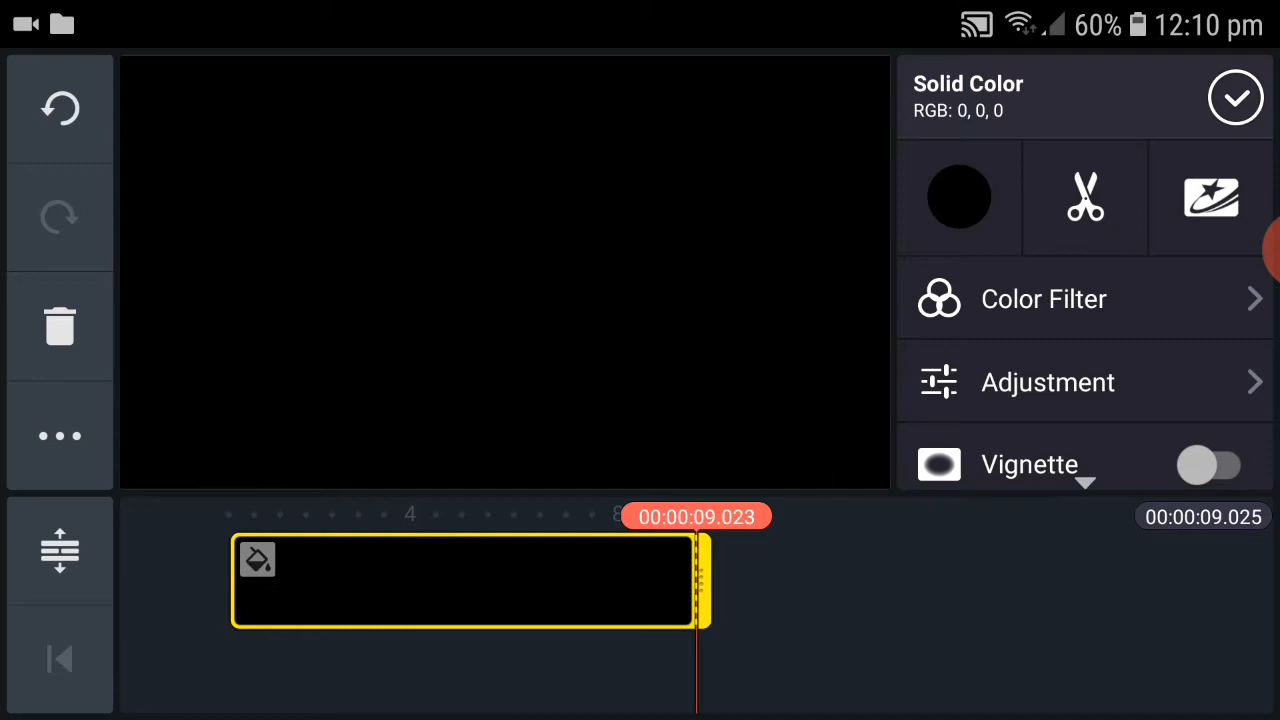 60% 12:10 pm
Solid Color
RGB: 0, 0, 0
Color Filter
Adjustment
Vignette
4
8
00:00:09.023
00:00:09.025